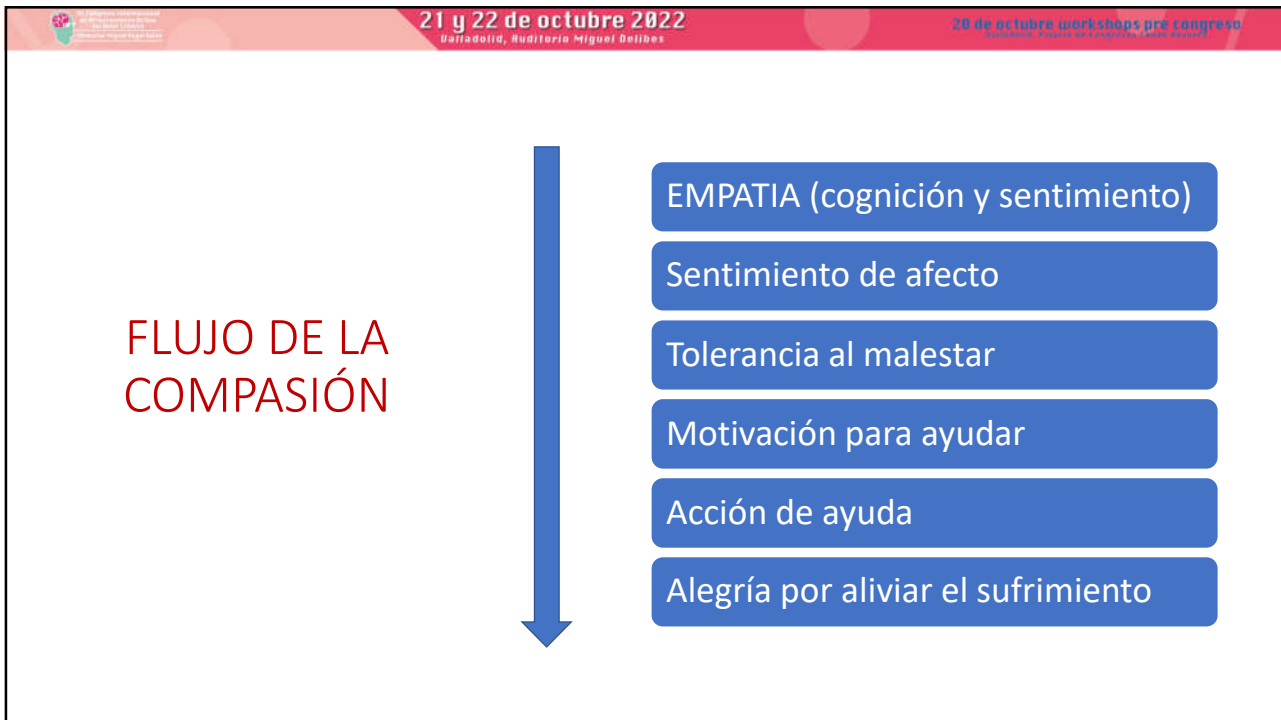 21 y 22 de octubre 2022
Valladolid, Auditorio Miguel Delibes
20 de octubre workshops pre congreso
FLUJO DE LA
COMPASIÓN
EMPATIA (cognición y sentimiento)
Sentimiento de afecto
Tolerancia al malestar
Motivación para ayudar
Acción de ayuda
Alegría por aliviar el sufrimiento